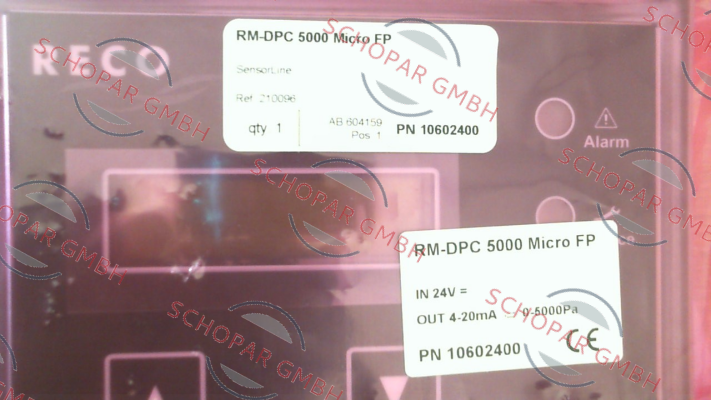 RM-DPC 5000 Micro FP
RECO
SensorLine
Ref. 210096
qty 1
AB 604159
Pos. 1
PN 10602400
Alarm
RM-DPC 5000 Micro FP
IN 24V =
OUT 4-20mA 0-5000Pa
PN 10602400
CE
SCHOPAR GMBH
SCHOPAR GMBH
SCHOPAR GMBH
SCHOPAR GMBH
SCHOPAR GMBH
SCHOPAR GMBH
SCHOPAR GMBH